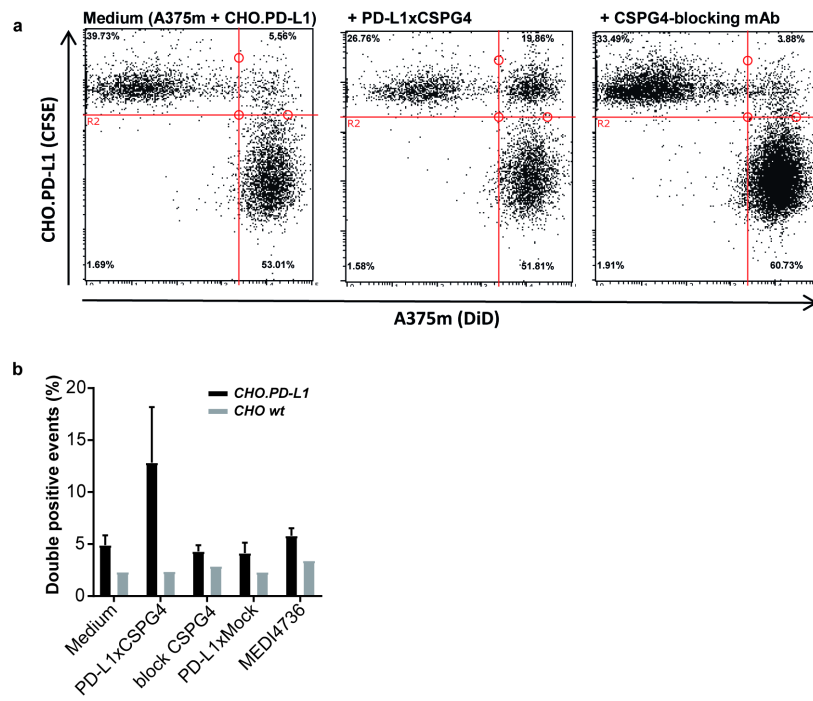 a
Medium (A375m + CHO.PD-L1)
+ PD-L1xCSPG4
+ CSPG4-blocking mAb
CHO.PD-L1 (CFSE)
39.73%
5,56%
R2
1.69%
53.01%
26.76%
19,86%
R2
1.58%
51.81%
33.49%
3.88%
R2
1.91%
60.73%
A375m (DiD)
b
Double positive events (%)
20
15
10
5
0
CHO.PD-L1
CHO wt
Medium
PD-L1xCSPG4
block CSPG4
PD-L1xMock
MEDI4736